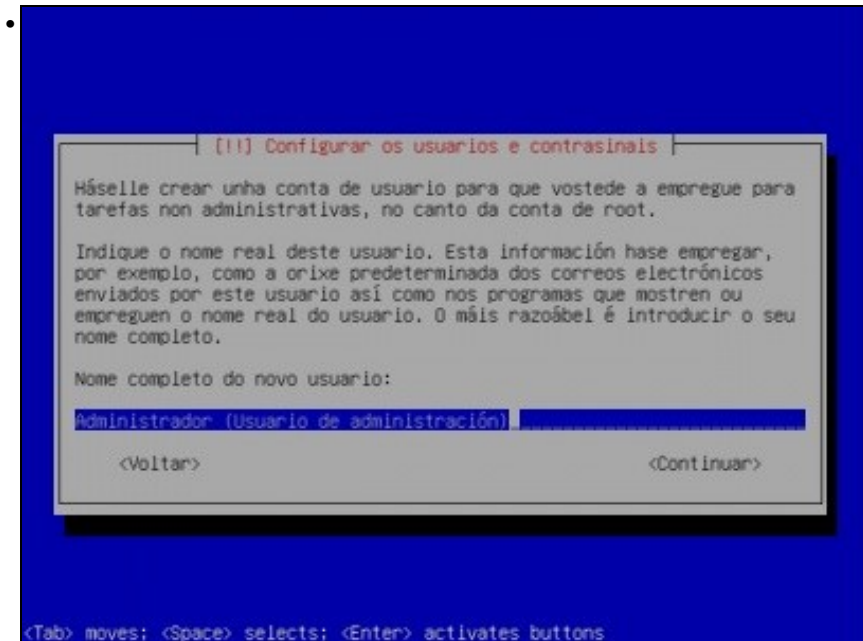 [!!] Configurar os usuarios e contrasinais
Háselle crear unha conta de usuario para que vostede a empregue para
tarefas non administrativas, no canto da conta de root.
Indique o nome real deste usuario. Esta información hase empregar,
por exemplo, como a orixe predeterminada dos correos electrónicos
enviados por este usuario así como nos programas que mostren ou
empreguen o nome real do usuario. O máis razoábel é introducir o seu
nome completo.
Nome completo do novo usuario:
Administrador (Usuario de administración)
<Voltar> <Continuar>
<Tab> moves; <Space> selects; <Enter> activates buttons